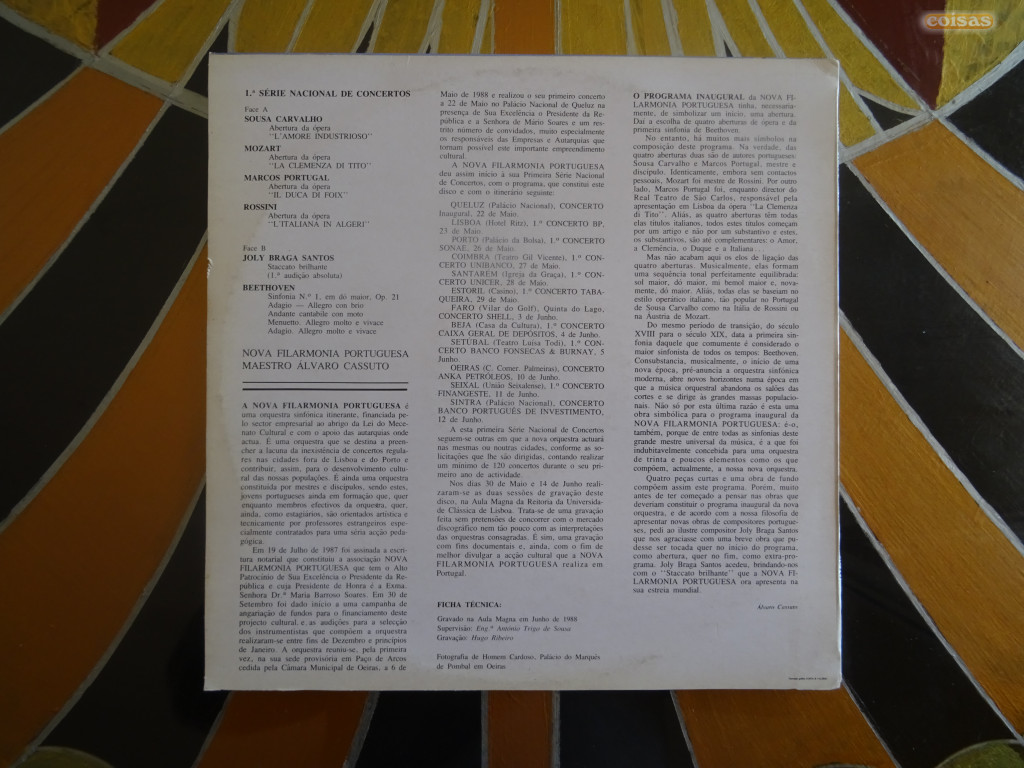 coisas
1.ª SÉRIE NACIONAL DE CONCERTOS
Face A
SOUSA CARVALHO
Abertura da ópera
"L'AMORE INDUSTRIOSO"
MOZART
Abertura da ópera
"LA CLEMENZA DI TITO"
MARCOS PORTUGAL
Abertura da ópera
"IL DUCA DI FOIX"
ROSSINI
Abertura da ópera
"L'ITALIANA IN ALGERI"
Face B
JOLY BRAGA SANTOS
Staccato brilhante
(1.ª audição absoluta)
BEETHOVEN
Sinfonia N.º 1, em dó maior, Op. 21
Adagio — Allegro con brio
Andante cantabile con moto
Menuetto: Allegro molto e vivace
Adagio. Allegro molto e vivace
NOVA FILARMONIA PORTUGUESA
MAESTRO ÁLVARO CASSUTO
A NOVA FILARMONIA PORTUGUESA é
uma orquestra sinfónica itinerante, financiada pe-
lo sector empresarial ao abrigo da Lei do Mece-
nato Cultural e com o apoio das autarquias onde
actua. É uma orquestra que se destina a preen-
cher a lacuna da inexistência de concertos regula-
res nas cidades fora de Lisboa e do Porto e
contribuir, assim, para o desenvolvimento cultu-
ral das nossas populações. É ainda uma orquestra
constituída por mestres e discípulos, sendo estes,
jovens portugueses ainda em formação que, quer
enquanto membros efectivos da orquestra, quer,
ainda, como estagiários, são orientados artística e
tecnicamente por professores estrangeiros espe-
cialmente contratados para uma séria acção peda-
gógica.
Em 19 de Julho de 1987 foi assinada a escri-
tura notarial que constitui a associação NOVA
FILARMONIA PORTUGUESA que tem o Alto
Patrocínio de Sua Excelência o Presidente da Re-
pública e cuja Presidente de Honra é a Exma.
Senhora Dr.ª Maria Barroso Soares. Em 30 de
Setembro foi dado início a uma campanha de
angariação de fundos para o financiamento deste
projecto cultural e as audições para a selecção
dos instrumentistas que compõem a orquestra
realizaram-se entre fins de Dezembro e princípios
de Janeiro. A orquestra reuniu-se, pela primeira
vez, na sua sede provisória em Paço de Arcos
cedida pela Câmara Municipal de Oeiras, a 6 de
Maio de 1988 e realizou o seu primeiro concerto
a 22 de Maio no Palácio Nacional de Queluz na
presença de Sua Excelência o Presidente da Re-
pública e a Senhora de Mário Soares e um res-
trito número de convidados, muito especialmente
os responsáveis das Empresas e Autarquias que
tornam possível este importante empreendimento
cultural.
A NOVA FILARMONIA PORTUGUESA
deu assim início à sua Primeira Série Nacional
de Concertos, com o programa, que constitui este
disco e com o itinerário seguinte:
QUELUZ (Palácio Nacional), CONCERTO
Inaugural, 22 de Maio.
LISBOA (Hotel Ritz), 1.º CONCERTO BP,
25 de Maio.
PORTO (Palácio da Bolsa), 1.º CONCERTO
SONAE, 26 de Maio.
COIMBRA (Teatro Gil Vicente), 1.º CON-
CERTO UNIBANCO, 27 de Maio.
SANTARÉM (Igreja da Graça), 1.º CON-
CERTO UNICER, 28 de Maio.
ESTORIL (Casino), 1.º CONCERTO TABA-
QUEIRA, 29 de Maio.
FARO (Vilar do Golf), Quinta do Lago,
CONCERTO SHELL, 3 de Junho.
BEJA (Casa da Cultura), 1.º CONCERTO
CAIXA GERAL DE DEPÓSITOS, 4 de Junho.
SETÚBAL (Teatro Luísa Todi), 1.º CON-
CERTO BANCO FONSECAS & BURNAY, 5
Junho.
OEIRAS (C. Comer. Palmeiras), CONCERTO
ANKA PETRÓLEOS, 10 de Junho.
SEIXAL (União Seixalense), 1.º CONCERTO
FINANGESTE, 11 de Junho.
SINTRA (Palácio Nacional), CONCERTO
BANCO PORTUGUÊS DE INVESTIMENTO,
12 de Junho.
A esta primeira Série Nacional de Concertos
seguem-se outras em que a nova orquestra actuará
nas mesmas ou noutras cidades, conforme as so-
licitações que lhe são dirigidas, contando realizar
um mínimo de 120 concertos durante o seu pri-
meiro ano de actividade.
Nos dias 30 de Maio e 14 de Junho reali-
zaram-se as duas sessões de gravação deste
disco, na Aula Magna da Reitoria da Universida-
de Clássica de Lisboa. Trata-se de uma gravação
feita sem pretensões de concorrer com o mercado
discográfico nem tão pouco com as interpretações
das orquestras consagradas. É sim, uma gravação
com fins documentais e, ainda, com o fim de
melhor divulgar a acção cultural que A NOVA
FILARMONIA PORTUGUESA realiza em
Portugal.
FICHA TÉCNICA:
Gravado na Aula Magna em Junho de 1988
Supervisão: Eng.º António Trigo de Sousa
Gravação: Hugo Ribeiro
Fotografia de Homem Cardoso, Palácio do Marquês
de Pombal em Oeiras
O PROGRAMA INAUGURAL da NOVA FI-
LARMONIA PORTUGUESA tinha, necessaria-
mente, de simbolizar um início, uma abertura.
Daí a escolha de quatro aberturas de ópera e da
primeira sinfonia de Beethoven.
No entanto, há muitos mais símbolos na
composição deste programa. Na verdade, das
quatro aberturas duas são de autores portugueses:
Sousa Carvalho e Marcos Portugal, mestre e
discípulo. Identicamente, embora sem contactos
pessoais, Mozart foi mestre de Rossini. Por outro
lado, Marcos Portugal foi, enquanto director do
Real Teatro de São Carlos, responsável pela
apresentação em Lisboa da ópera "La Clemenza
di Tito". Aliás, as quatro aberturas têm todas
elas títulos italianos, todos estes títulos começam
por um artigo e não por um substantivo e estes,
os substantivos, são até complementares: o Amor,
a Clemência, o Duque e a Italiana...
Mas não acabam aqui os elos de ligação das
quatro aberturas. Musicalmente, elas formam
uma sequência tonal perfeitamente equilibrada:
sol maior, dó maior, mi bemol maior e, nova-
mente, dó maior. Aliás, todas elas se baseiam no
estilo operático italiano, tão popular no Portugal
de Sousa Carvalho como na Itália de Rossini ou
na Áustria de Mozart.
Do mesmo período de transição, do século
XVIII para o século XIX, data a primeira sin-
fonia daquele que comumente é considerado o
maior sinfonista de todos os tempos: Beethoven.
Consubstancia, musicalmente, o início de uma
nova época, pré-anuncia a orquestra sinfónica
moderna, abre novos horizontes numa época em
que a música orquestral abandona os salões das
cortes e se dirige às grandes massas populacio-
nais. Não só por esta última razão é esta uma
obra simbólica para o programa inaugural da
NOVA FILARMONIA PORTUGUESA: é-o,
também, porque de entre todas as sinfonias deste
grande mestre universal da música, é a que foi
indubitavelmente concebida para uma orquestra
de trinta e poucos elementos como os que
compõem, actualmente, a nossa nova orquestra.
Quatro peças curtas e uma obra de fundo
compõem assim este programa. Porém, muito
antes de ter começado a pensar nas obras que
deveriam constituir o programa inaugural da nova
orquestra, e de acordo com a nossa filosofia de
apresentar novas obras de compositores portugue-
ses, pedi ao ilustre compositor Joly Braga Santos
que nos agraciasse com uma breve obra que pu-
desse ser tocada quer no início do programa,
como abertura, quer no fim, como extra-pro-
grama. Joly Braga Santos acedeu, brindando-nos
com o "Staccato brilhante" que a NOVA FI-
LARMONIA PORTUGUESA ora apresenta na
sua estreia mundial.
Álvaro Cassuto